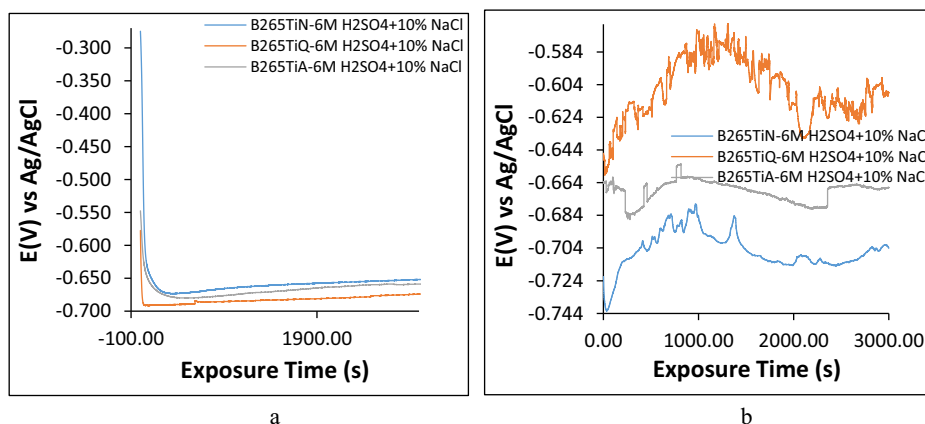 B265TiN-6M H2SO4+10% NaCl
B265TiQ-6M H2SO4+10% NaCl
B265TiA-6M H2SO4+10% NaCl
-0.300
-0.350
-0.400
-0.450
-0.500
-0.550
-0.600
-0.650
-0.700
E(V) vs Ag/AgCl
-100.00
1900.00
Exposure Time (s)
a
-0.584
-0.604
-0.624
-0.644
-0.664
-0.684
-0.704
-0.724
-0.744
E(V) vs Ag/AgCl
B265TiN-6M H2SO4+10% NaCl
B265TiQ-6M H2SO4+10% NaCl
B265TiA-6M H2SO4+10% NaCl
0.00
1000.00
2000.00
3000.00
Exposure Time (s)
b